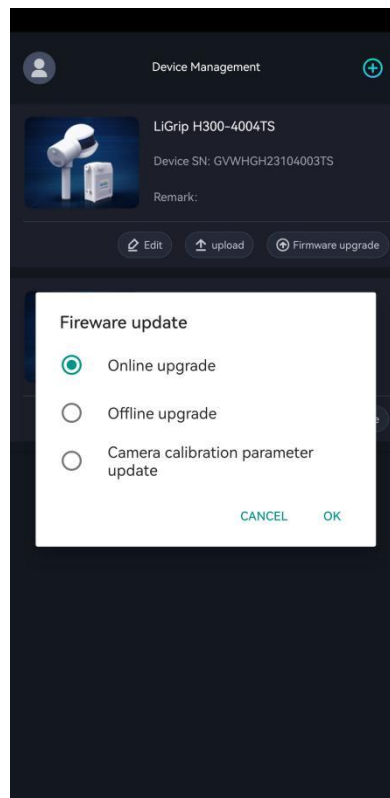 Device Management
LiGrip H300-4004TS
Device SN: GVWHGH23104003TS
Remark:
Edit
upload
Firmware upgrade
Fireware update
Online upgrade
Offline upgrade
Camera calibration parameter
update
CANCEL
OK